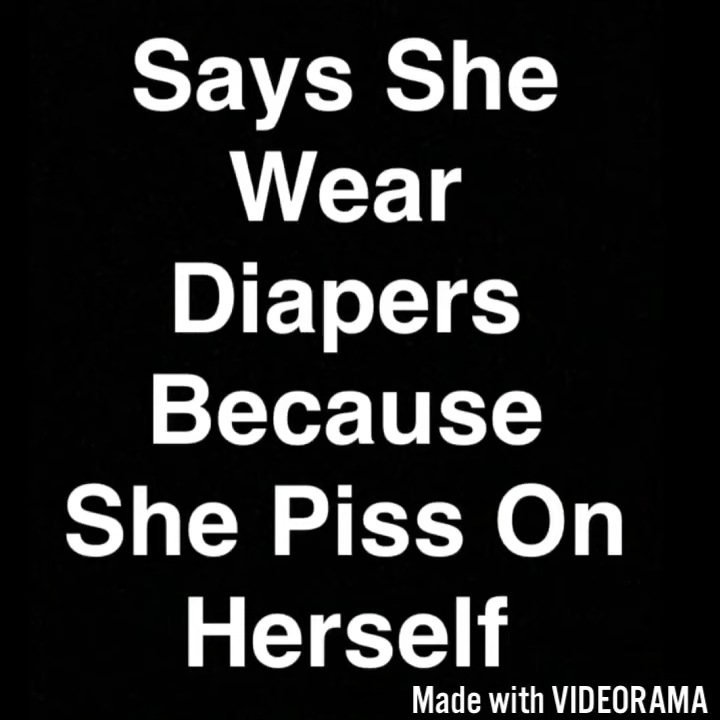 Says She
Wear
Diapers
Because
She Piss On
Herself
Made with VIDEORAMA